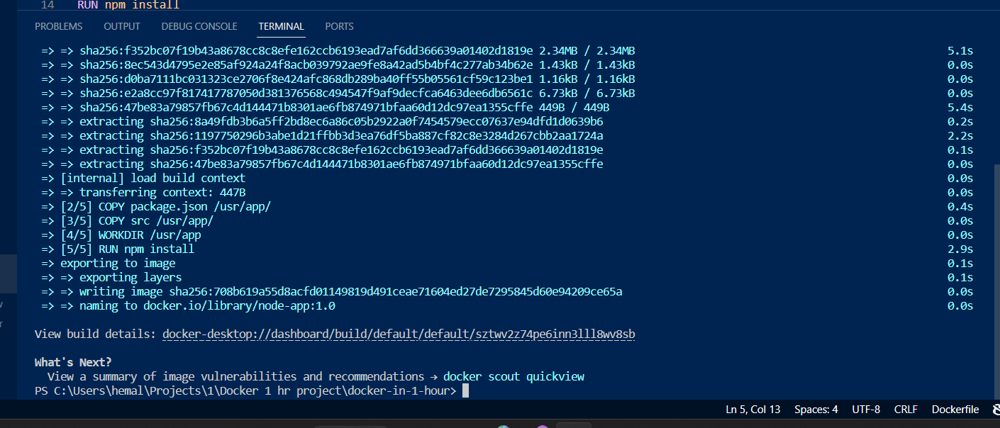 14 RUN npm install
PROBLEMS OUTPUT DEBUG CONSOLE TERMINAL PORTS
=> => sha256:f352bc07f19b43a8678cc8c8efe162ccb6193ead7af6dd366639a01402d1819e 2.34MB / 2.34MB 5.1s
=> => sha256:8ec543d4795e2e85af924a24f8acb039792ae9fe8a42ad5b4bf4c277ab34b62e 1.43kB / 1.43kB 0.0s
=> => sha256:d0ba7111bc031323ce2706f8e424afc868db289ba40ff55b05561cf59c123be1 1.16kB / 1.16kB 0.0s
=> => sha256:e2a8cc97f817417787050d381376568c494547f9af9decfca6463dee6db6561c 6.73kB / 6.73kB 0.0s
=> => sha256:47be83a79857fb67c4d144471b8301ae6fb874971bfaa60d12dc97ea1355cffe 449B / 449B 5.4s
=> => extracting sha256:8a49fdb3b6a5ff2bd8ec6a86c05b2922a0f7454579ecc07637e94dfd1d0639b6 0.2s
=> => extracting sha256:1197750296b3abe1d21ffbb3d3ea76df5ba887cf82c8e3284d267cbb2aa1724a 2.2s
=> => extracting sha256:f352bc07f19b43a8678cc8c8efe162ccb6193ead7af6dd366639a01402d1819e 0.1s
=> => extracting sha256:47be83a79857fb67c4d144471b8301ae6fb874971bfaa60d12dc97ea1355cffe 0.0s
=> [internal] load build context 0.0s
=> => transferring context: 447B 0.0s
=> [2/5] COPY package.json /usr/app/ 0.4s
=> [3/5] COPY src /usr/app/ 0.0s
=> [4/5] WORKDIR /usr/app 0.0s
=> [5/5] RUN npm install 2.9s
=> exporting to image 0.1s
=> => exporting layers 0.1s
=> => writing image sha256:708b619a55d8acfd01149819d491ceae71604ed27de7295845d60e94209ce65a 0.0s
=> => naming to docker.io/library/node-app:1.0 0.0s
View build details: docker-desktop://dashboard/build/default/default/sztwv2z74pe6inn3lll8wv8sb
What's Next?
View a summary of image vulnerabilities and recommendations → docker scout quickview
PS C:\Users\hemal\Projects\1\Docker 1 hr project\docker-in-1-hour>
Ln 5, Col 13 Spaces: 4 UTF-8 CRLF Dockerfile